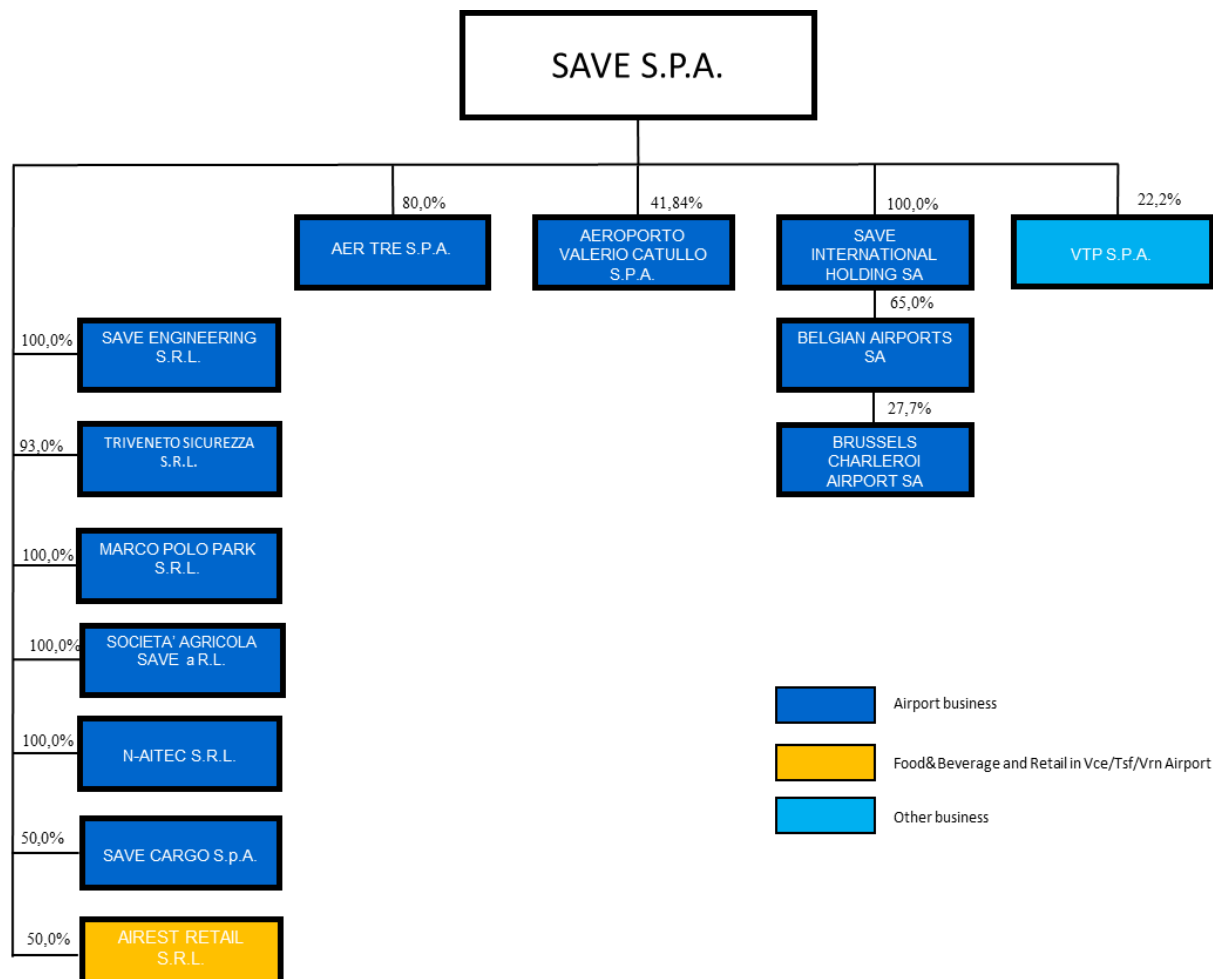 SAVE S.P.A.
80,0%
41,84%
100,0%
22,2%
AER TRE S.P.A.
AEROPORTO
VALERIO CATULLO
S.P.A.
SAVE
INTERNATIONAL
HOLDING SA
VTP S.P.A.
65,0%
BELGIAN AIRPORTS
SA
27,7%
BRUSSELS
CHARLEROI
AIRPORT SA
100,0%
SAVE ENGINEERING
S.R.L.
93,0%
TRIVENETO SICUREZZA
S.R.L.
100,0%
MARCO POLO PARK
S.R.L.
100,0%
SOCIETA' AGRICOLA
SAVE a R.L.
100,0%
N-AITEC S.R.L.
50,0%
SAVE CARGO S.p.A.
50,0%
AIREST RETAIL
S.R.L.
Airport business
Food&Beverage and Retail in Vce/Tsf/Vrn Airport
Other business